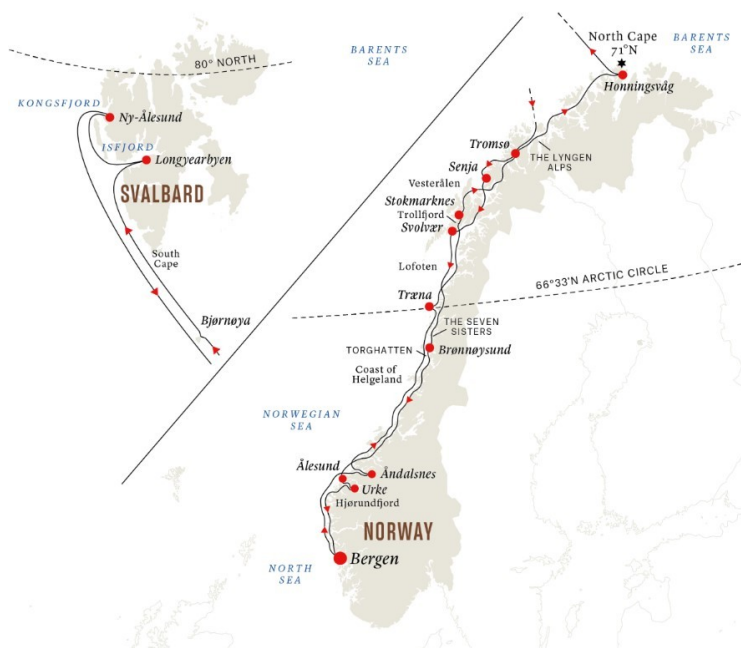 80° NORTH
KONGSFJORD
Ny-Ålesund
ISFJORD
Longyearbyen
SVALBARD
South
Cape
Bjørnøya
BARENTS
SEA
North Cape
71°N
BARENTS
SEA
Honningsvåg
Tromsø
THE LYNGEN
ALPS
Senja
Vesterålen
Stokmarknes
Trollfjord
Svolvær
Lofoten
66°33'N ARCTIC CIRCLE
Træna
THE SEVEN
SISTERS
TORGHATTEN
Brønnøysund
Coast of
Helgeland
NORWEGIAN
SEA
Ålesund
Åndalsnes
Urke
Hjørundfjord
NORWAY
NORTH
SEA
Bergen